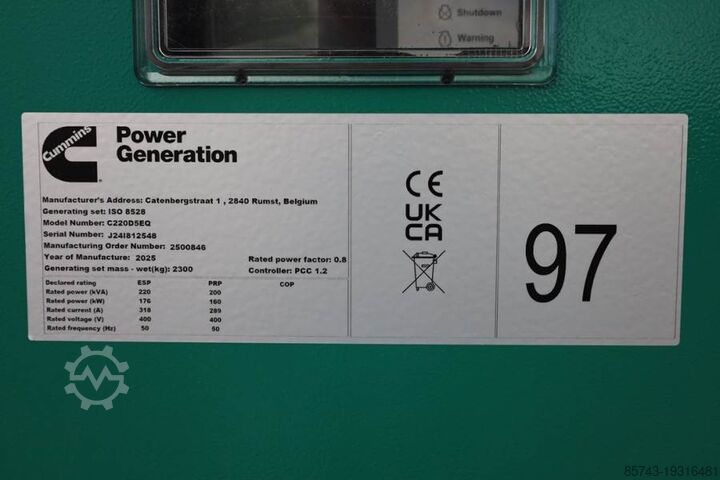 Shutdown
Warning
Cummins
Power
Generation
Manufacturer's Address: Catenbergstraat 1 , 2840 Rumst, Belgium
Generating set: ISO 8528
Model Number: C220D5EQ
Serial Number: J24I812546
Manufacturing Order Number: 2500846
Year of Manufacture: 2025 Rated power factor: 0.8
Generating set mass - wet(kg): 2300 Controller: PCC 1.2
Declared rating ESP PRP COP
Rated power (kVA) 220 200
Rated power (kW) 176 160
Rated current (A) 318 289
Rated voltage (V) 400 400
Rated frequency (Hz) 50 50
CE
UK
CA
97
85743-19316481